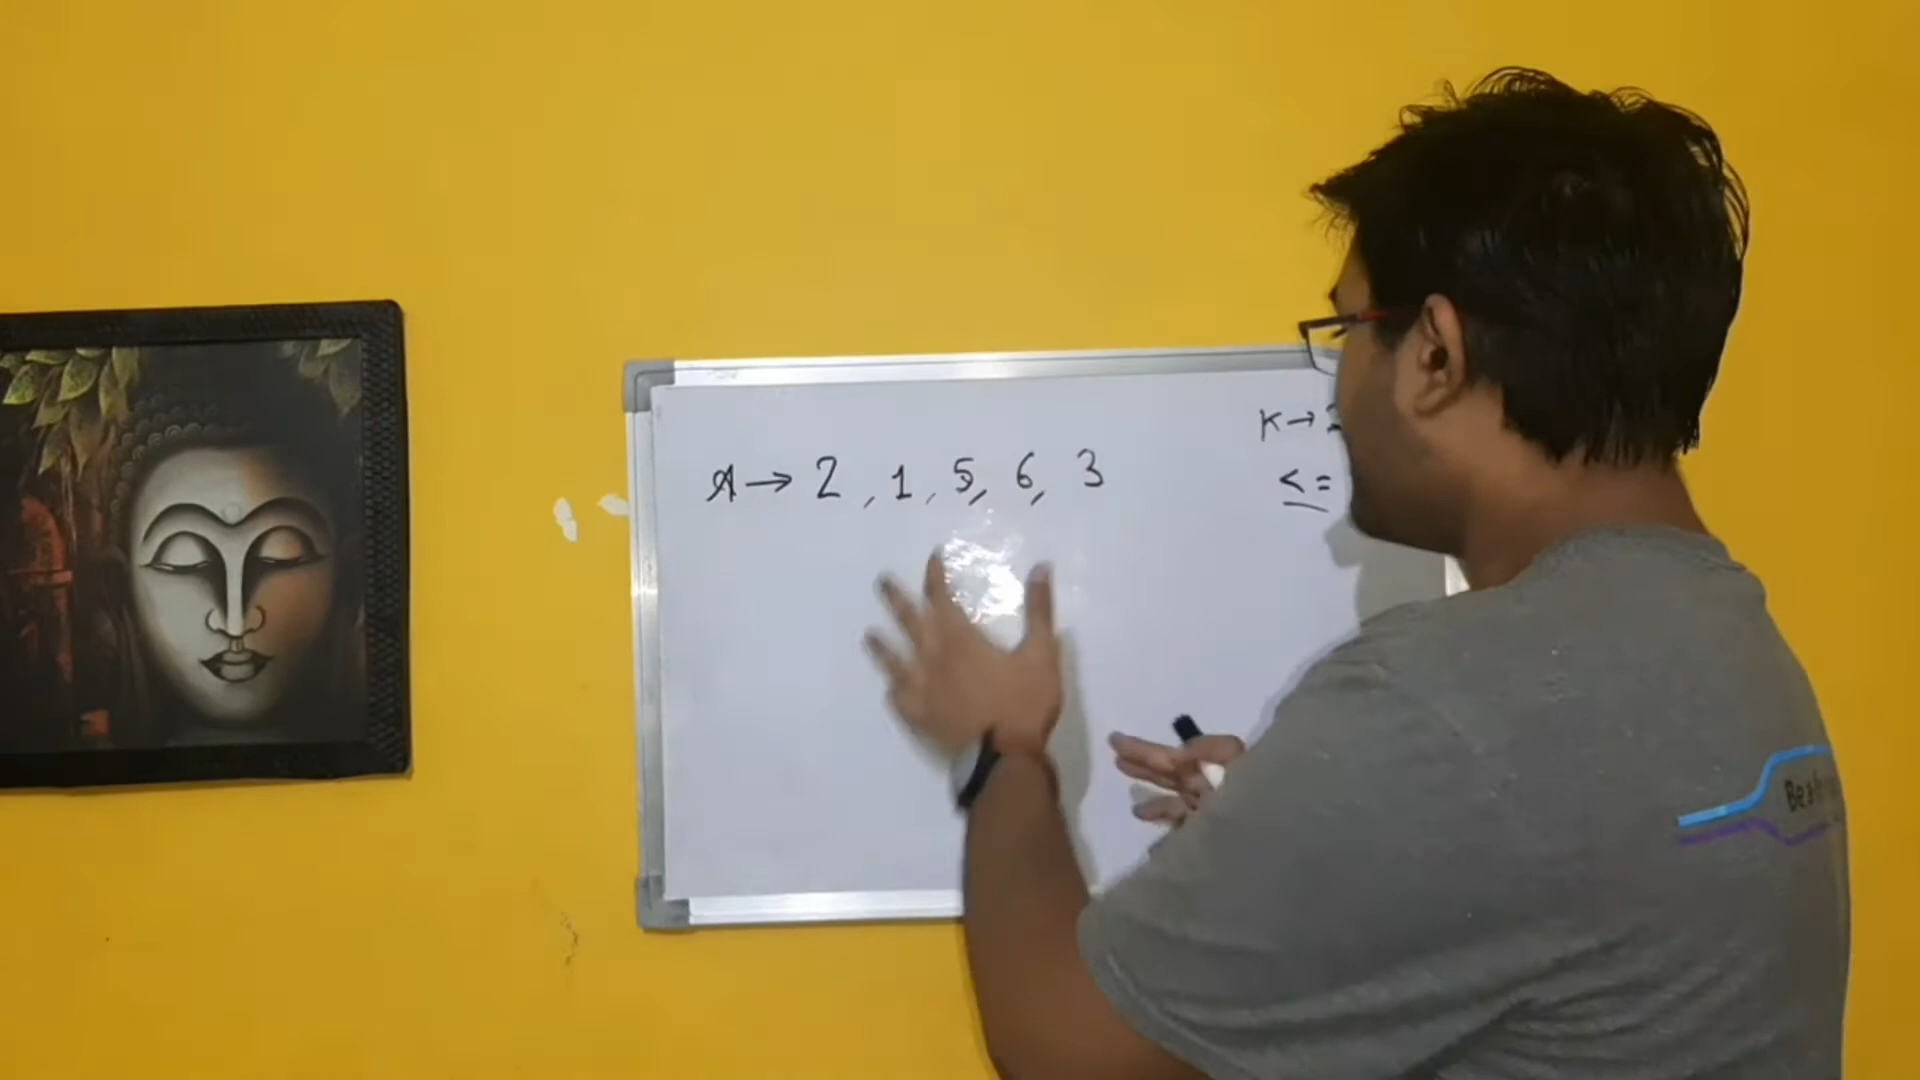 K →
A → 2 , 1 , 5 , 6 , 3
<=